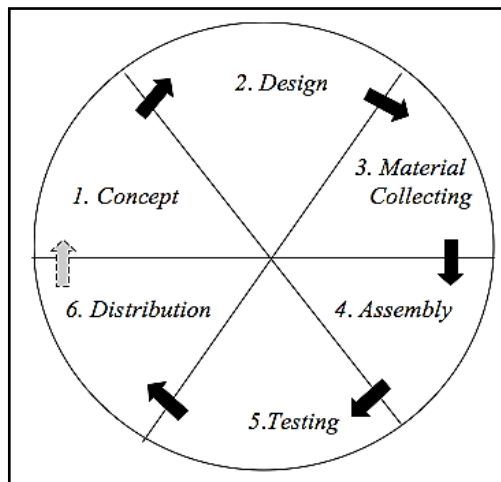 1. Concept
2. Design
3. Material
Collecting
4. Assembly
5.Testing
6. Distribution